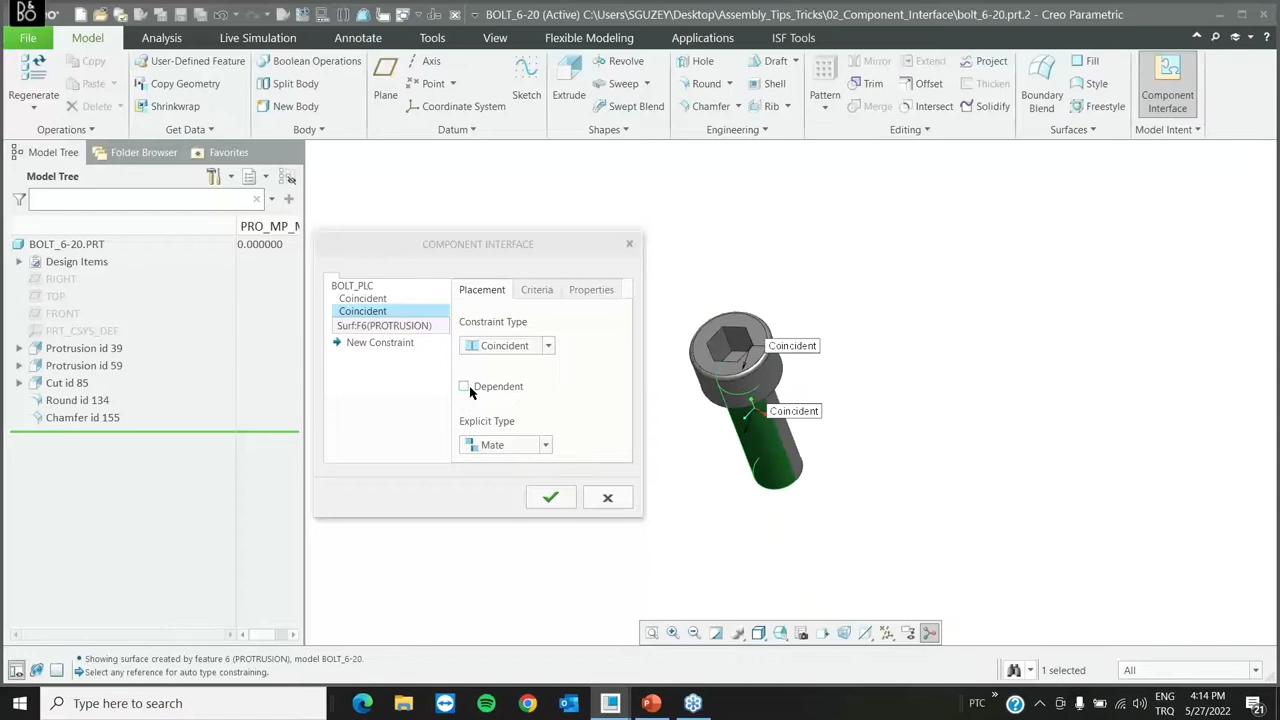 B&O
BOLT_6-20 (Active) C:\Users\SGUZEY\Desktop\Assembly_Tips_Tricks\02_Component_Interface\bolt_6-20.prt.2 - Creo Parametric
File Model Analysis Live Simulation Annotate Tools View Flexible Modeling Applications ISF Tools
Regenerate
Copy
Paste
Delete
Operations
User-Defined Feature
Copy Geometry
Shrinkwrap
Get Data
Boolean Operations
Split Body
New Body
Body
Plane
Axis
Point
Coordinate System
Sketch
Datum
Extrude
Revolve
Sweep
Swept Blend
Shapes
Hole
Round
Chamfer
Draft
Shell
Rib
Engineering
Pattern
Mirror
Trim
Merge
Extend
Offset
Intersect
Project
Thicken
Solidify
Editing
Boundary Blend
Fill
Style
Freestyle
Surfaces
Component Interface
Model Intent
Model Tree Folder Browser Favorites
Model Tree
PRO_MP_M
BOLT_6-20.PRT 0.000000
Design Items
RIGHT
TOP
FRONT
PRT_CSYS_DEF
Protrusion id 39
Protrusion id 59
Cut id 85
Round id 134
Chamfer id 155
COMPONENT INTERFACE
BOLT_PLC
Coincident
Coincident
Surf:F6(PROTRUSION)
New Constraint
Placement Criteria Properties
Constraint Type
Coincident
Dependent
Explicit Type
Mate
Coincident
Coincident
Showing surface created by feature 6 (PROTRUSION), model BOLT_6-20.
Select any reference for auto type constraining.
1 selected
All
Type here to search
PTC
ENG
TRQ
4:14 PM
5/27/2022
21